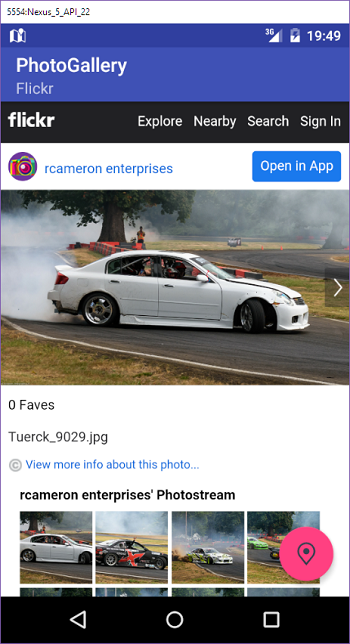 5554:Nexus_5_API_22
3G 19:49
PhotoGallery
Flickr
flickr Explore Nearby Search Sign In
rcameron enterprises Open in App
0 Faves
Tuerck_9029.jpg
© View more info about this photo...
rcameron enterprises' Photostream